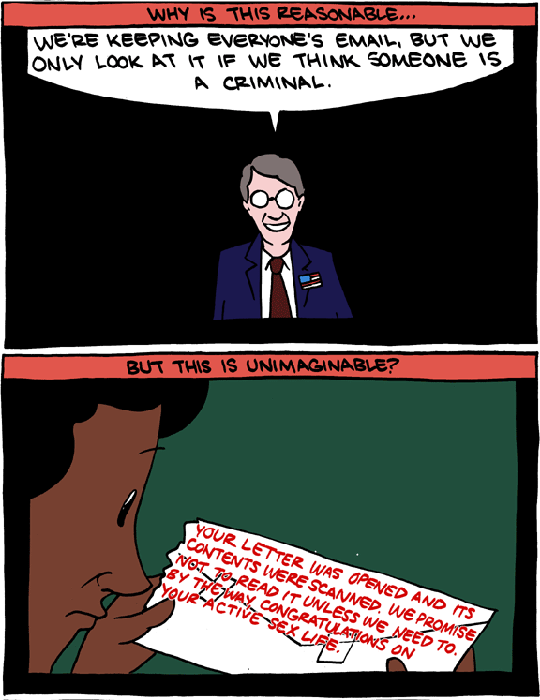 WHY IS THIS REASONABLE...
WE'RE KEEPING EVERYONE'S EMAIL, BUT WE
ONLY LOOK AT IT IF WE THINK SOMEONE IS
A CRIMINAL.
BUT THIS IS UNIMAGINABLE?
YOUR LETTER WAS OPENED AND ITS
CONTENTS WERE SCANNED. WE PROMISE
NOT TO READ IT UNLESS WE NEED TO.
BY THE WAY, CONGRATULATIONS ON
YOUR ACTIVE SEX LIFE.